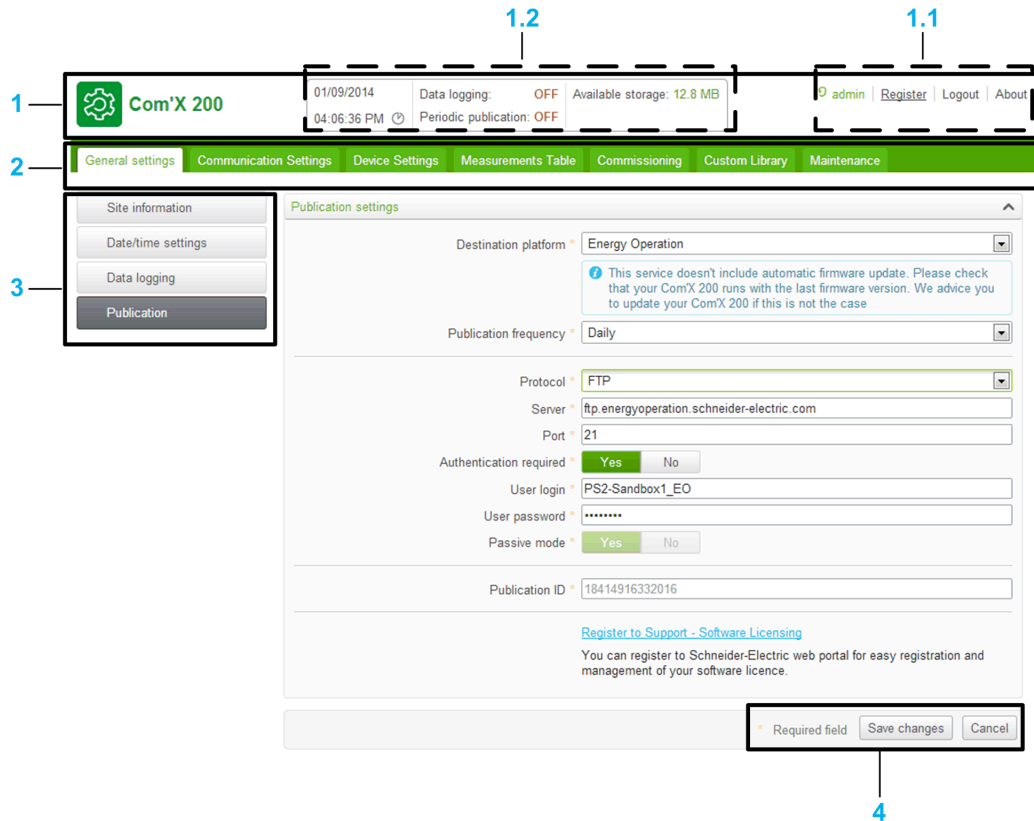 1.2
1.1
1
Com'X 200
01/09/2014
04:06:36 PM
Data logging: OFF
Periodic publication: OFF
Available storage: 12.8 MB
admin Register Logout About
2
General settings Communication Settings Device Settings Measurements Table Commissioning Custom Library Maintenance
3
Site information
Date/time settings
Data logging
Publication
Publication settings
Destination platform * Energy Operation
This service doesn't include automatic firmware update. Please check
that your Com'X 200 runs with the last firmware version. We advice you
to update your Com'X 200 if this is not the case
Publication frequency * Daily
Protocol * FTP
Server * ftp.energyoperation.schneider-electric.com
Port * 21
Authentication required * Yes No
User login * PS2-Sandbox1_EO
User password * ••••••••
Passive mode * Yes No
Publication ID * 18414916332016
Register to Support - Software Licensing
You can register to Schneider-Electric web portal for easy registration and
management of your software licence.
* Required field Save changes Cancel
4